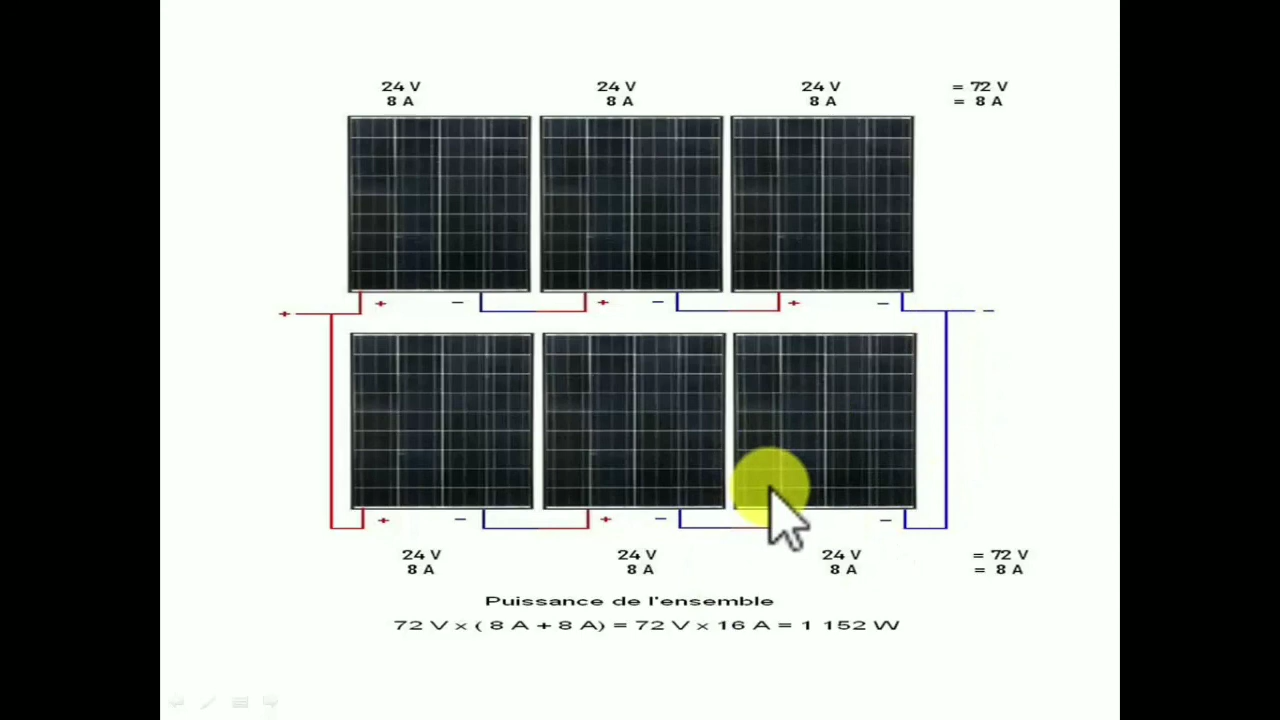 24 V 24 V 24 V = 72 V
8 A 8 A 8 A = 8 A
+ − + − + −
+ −
+ − + − −
24 V 24 V 24 V = 72 V
8 A 8 A 8 A = 8 A
Puissance de l'ensemble
72 V x ( 8 A + 8 A) = 72 V x 16 A = 1 152 W